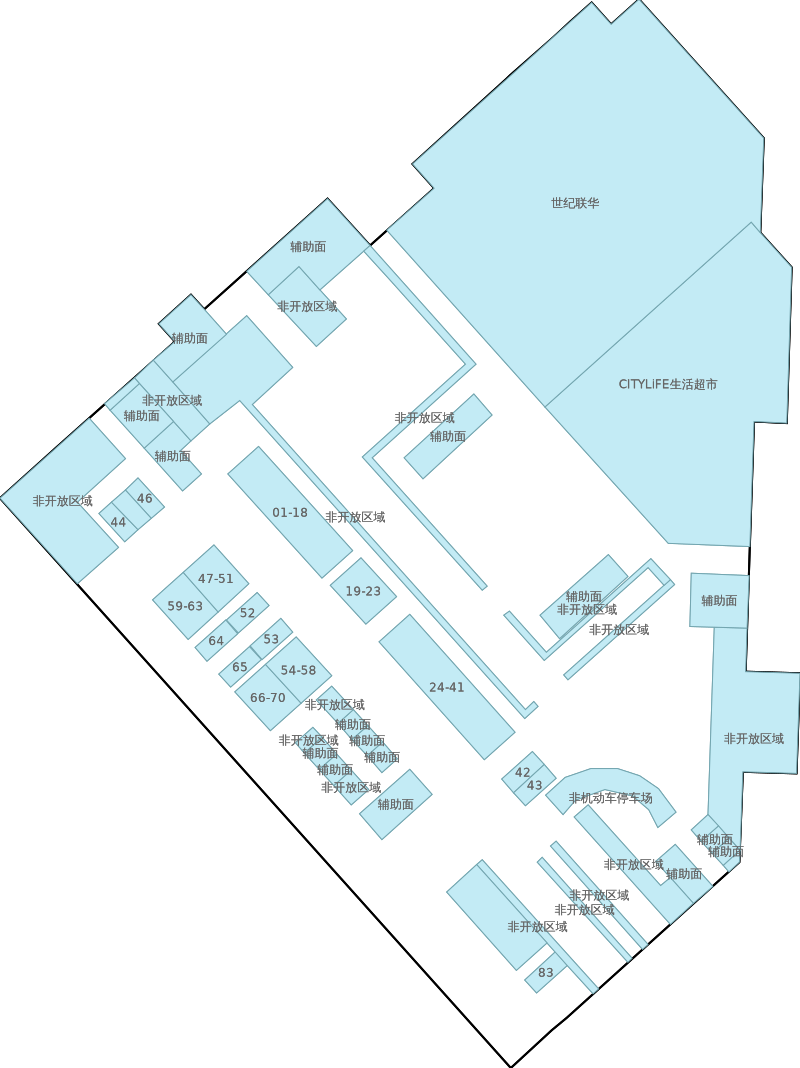 世纪联华
辅助面
非开放区域
辅助面
CITYLiFE生活超市
非开放区域
辅助面
非开放区域
辅助面
辅助面
46
非开放区域
44
01-18
非开放区域
47-51
19-23
辅助面
辅助面
59-63
52
非开放区域
非开放区域
53
64
65
54-58
24-41
66-70
非开放区域
辅助面
非开放区域
辅助面
非开放区域
辅助面
辅助面
辅助面
42
43
非开放区域
非机动车停车场
辅助面
辅助面
辅助面
非开放区域
辅助面
非开放区域
非开放区域
非开放区域
83